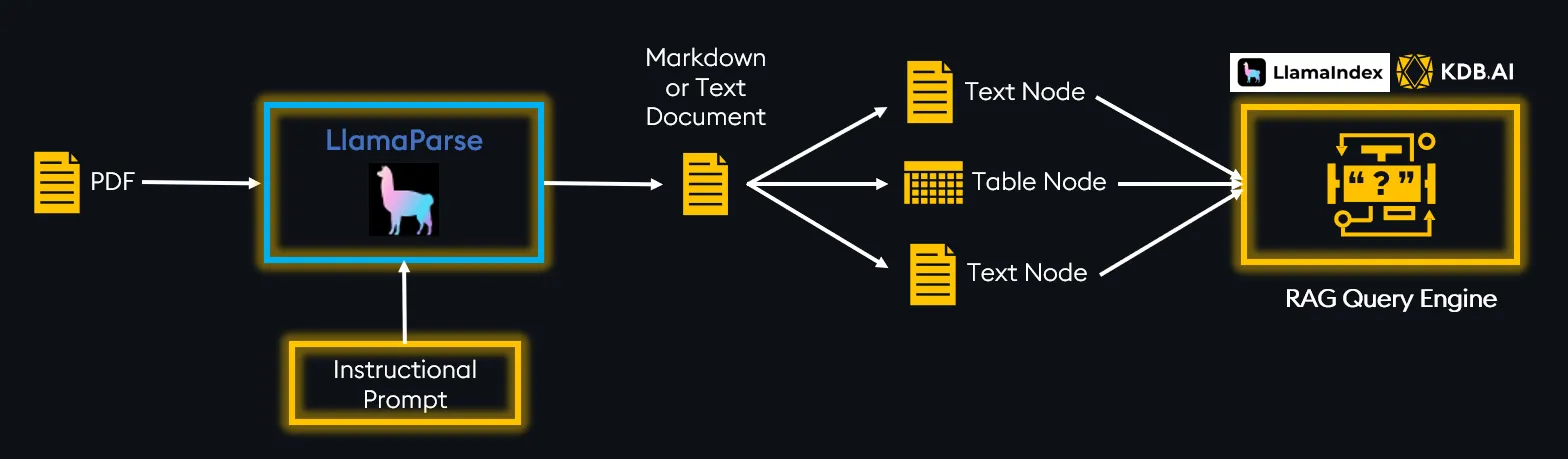 PDF
LlamaParse
Instructional
Prompt
Markdown
or Text
Document
Text Node
Table Node
Text Node
LlamaIndex
KDB.AI
“ ? ”
RAG Query Engine